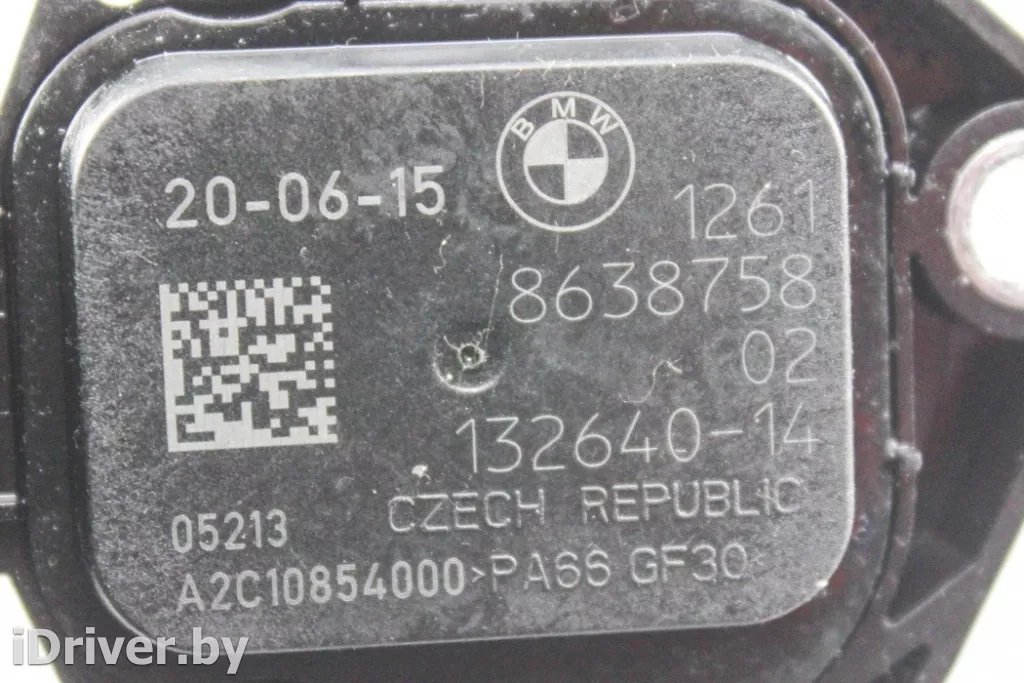 BMW
20-06-15
1261
8638758
02
132640-14
CZECH REPUBLIC
05213
A2C10854000 >PA66 GF30<
iDriver.by